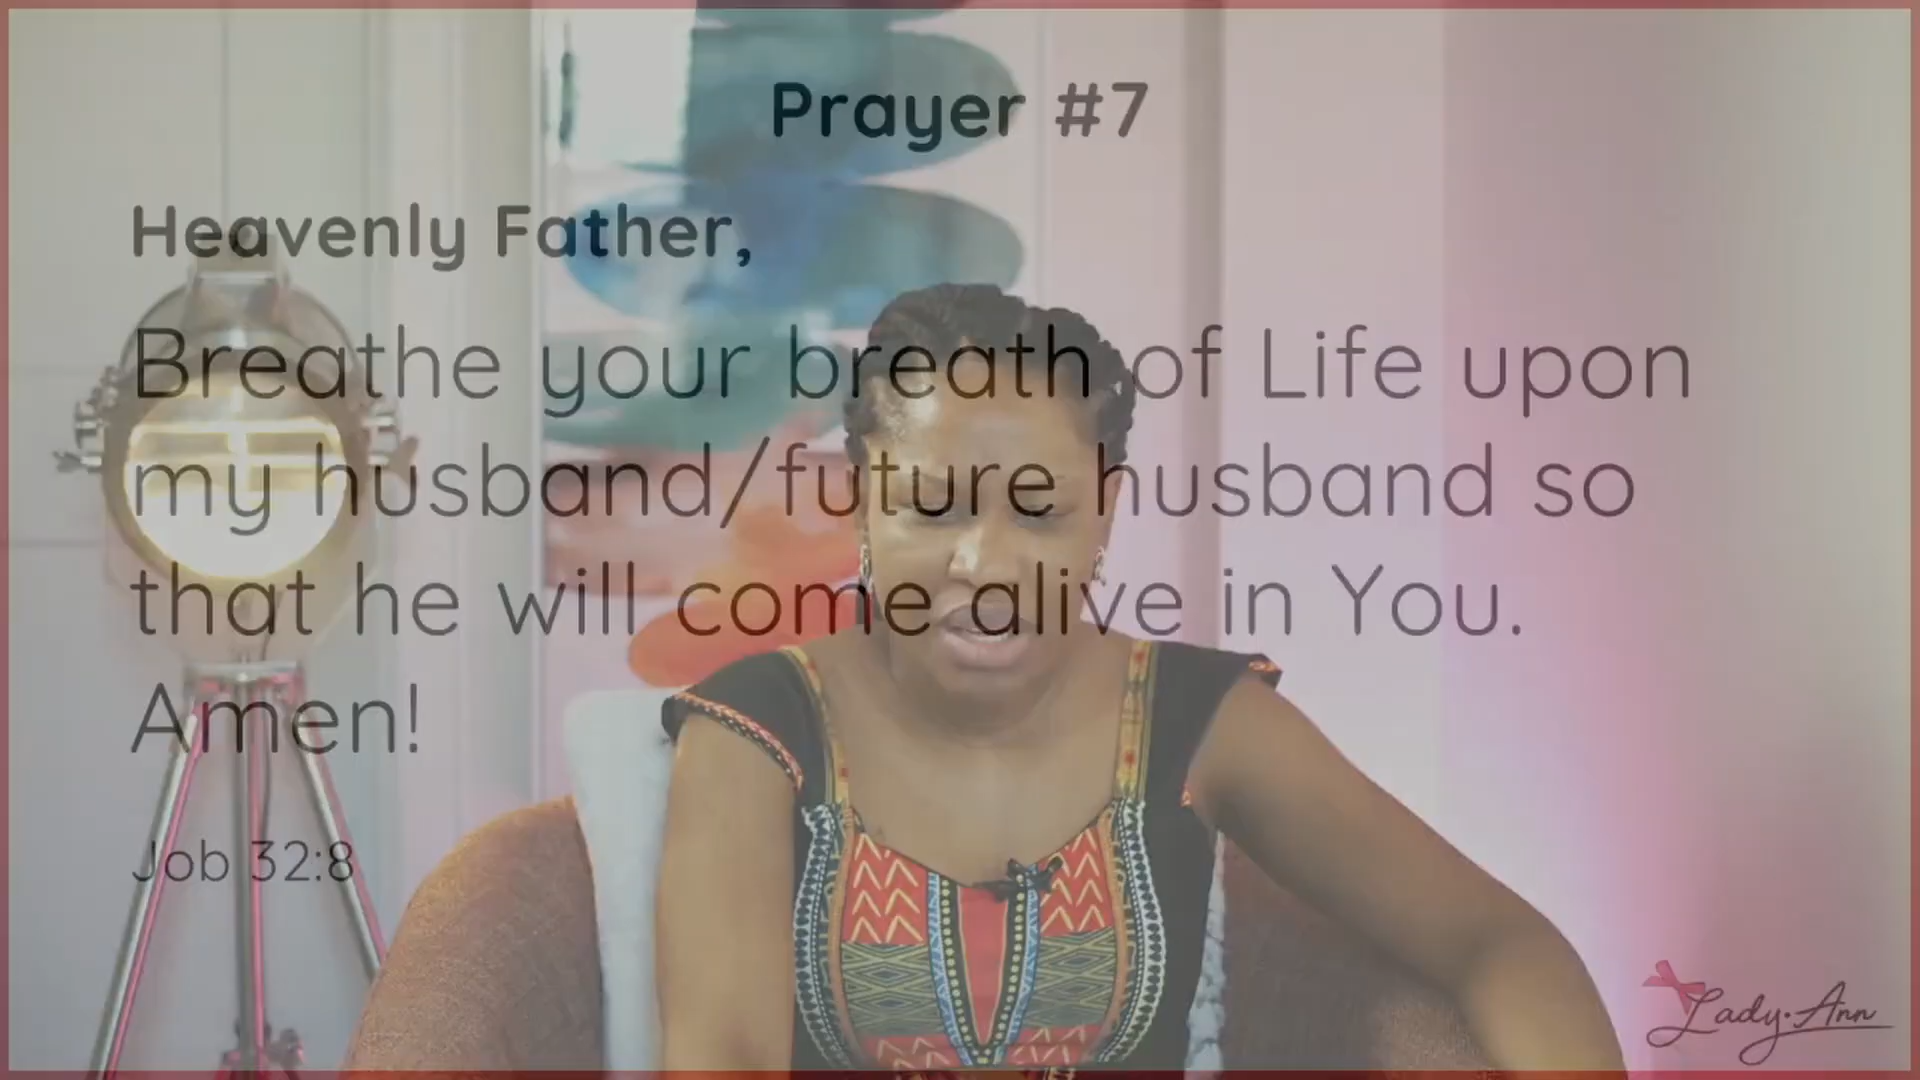 Prayer #7
Heavenly Father,
Breathe your breath of Life upon
my husband/future husband so
that he will come alive in You.
Amen!
Job 32:8
Lady·Ann